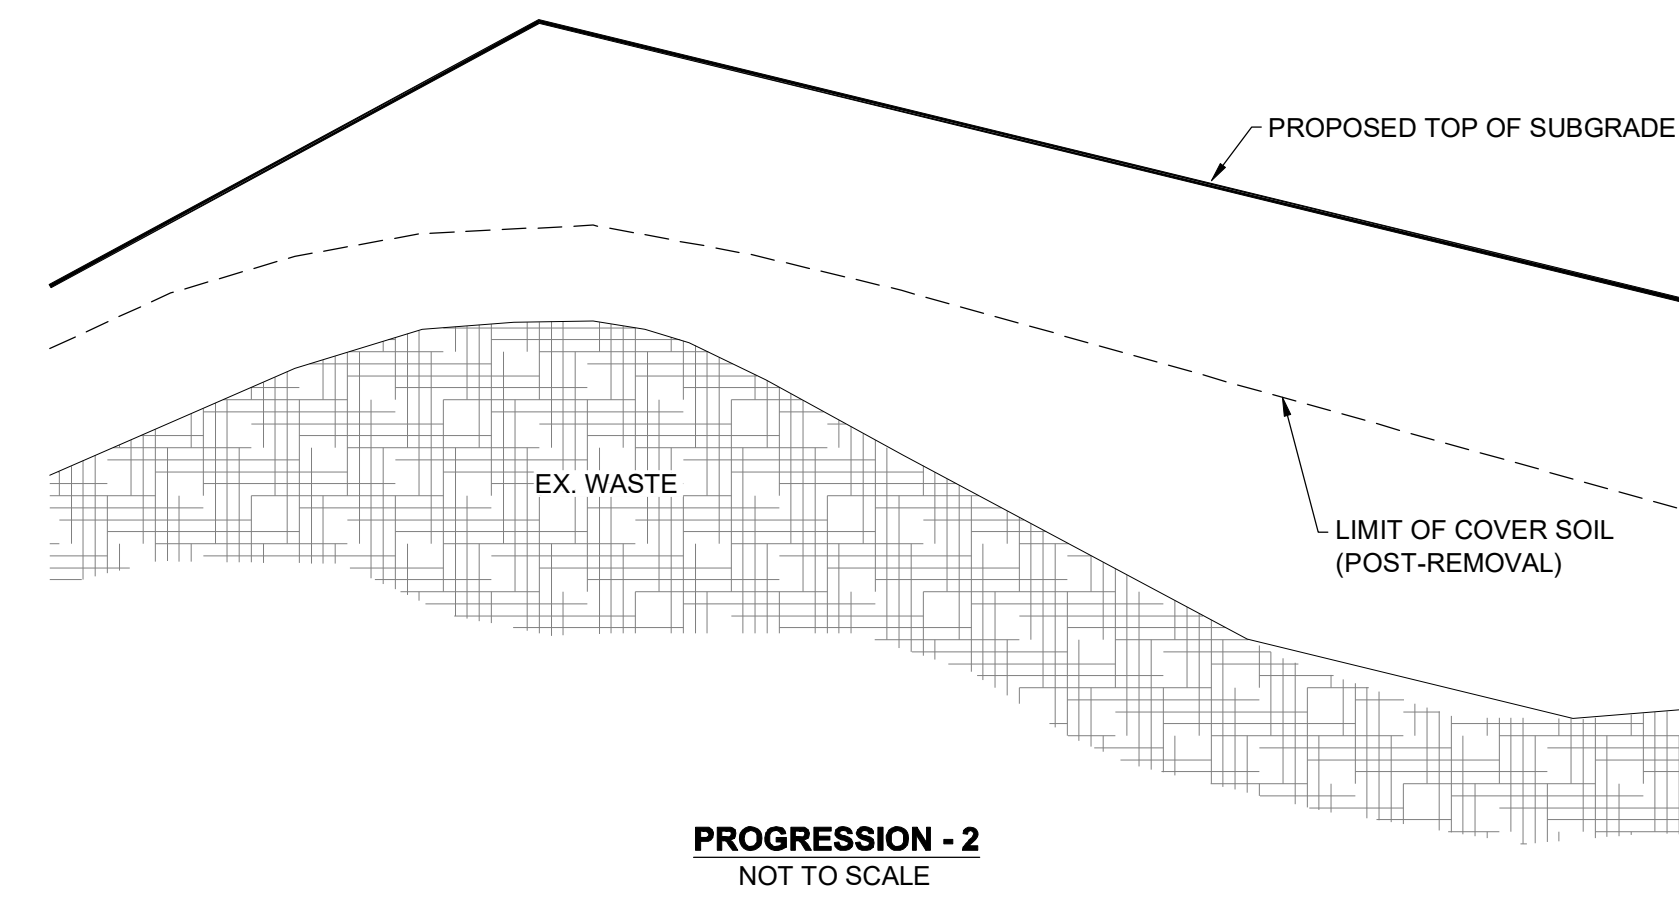 PROPOSED TOP OF SUBGRADE
EX. WASTE
LIMIT OF COVER SOIL
(POST-REMOVAL)
PROGRESSION - 2
NOT TO SCALE